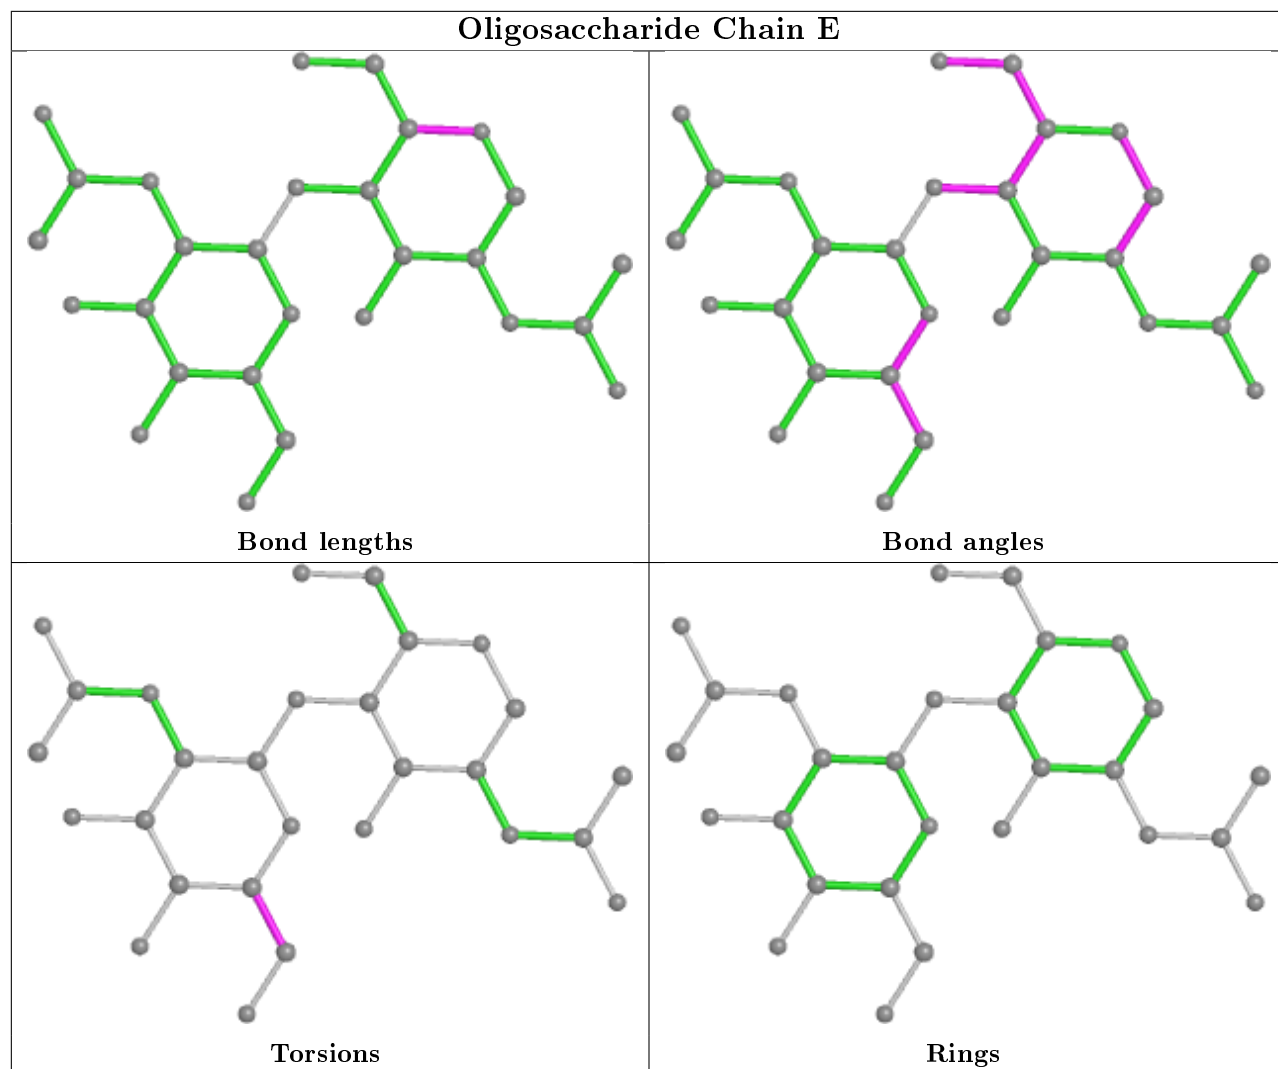 Oligosaccharide Chain E
Bond lengths
Bond angles
Torsions
Rings